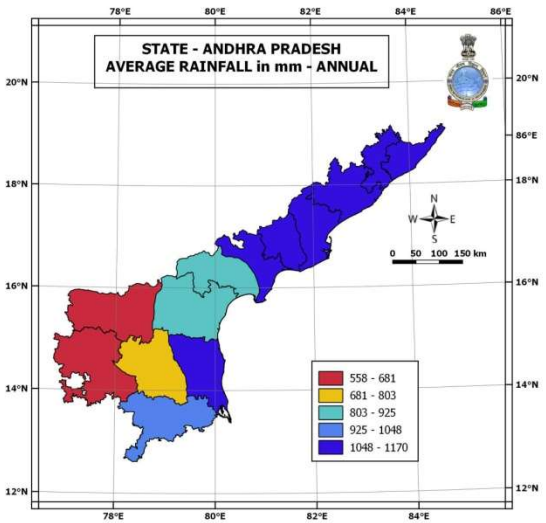 78°E 80°E 82°E 84°E 86°E
STATE - ANDHRA PRADESH
AVERAGE RAINFALL in mm - ANNUAL
20°N 20°N
86°E
18°N 18°N
N
W E
S
0 50 100 150 km
16°N 16°N
14°N 14°N
558 - 681
681 - 803
803 - 925
925 - 1048
1048 - 1170
12°N 12°N
78°E 80°E 82°E 84°E